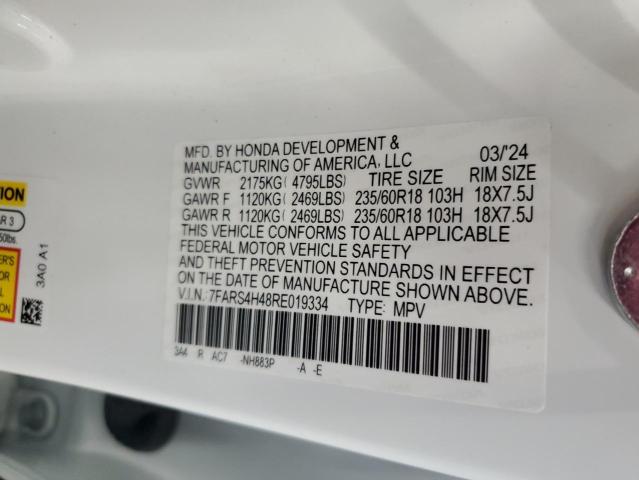 MFD. BY HONDA DEVELOPMENT &
MANUFACTURING OF AMERICA, LLC 03/'24
GVWR 2175KG( 4795LBS) TIRE SIZE RIM SIZE
GAWR F 1120KG( 2469LBS) 235/60R18 103H 18X7.5J
GAWR R 1120KG( 2469LBS) 235/60R18 103H 18X7.5J
THIS VEHICLE CONFORMS TO ALL APPLICABLE
FEDERAL MOTOR VEHICLE SAFETY
AND THEFT PREVENTION STANDARDS IN EFFECT
ON THE DATE OF MANUFACTURE SHOWN ABOVE.
V.I.N.: 7FARS4H48RE019334 TYPE: MPV
3A4 R AC7 -NH883P -A -E
3A0 A1